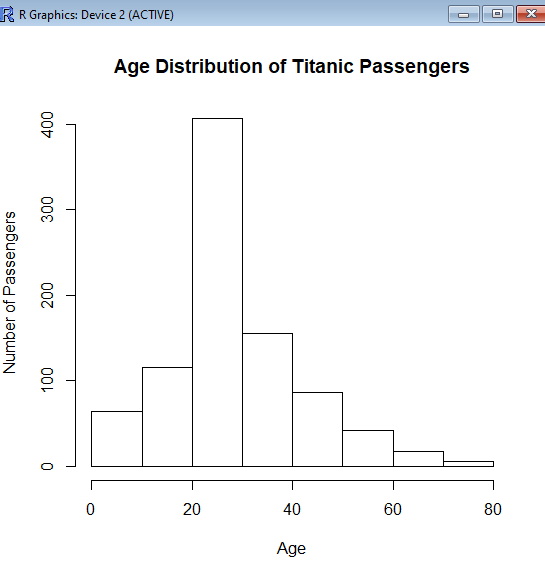 R Graphics: Device 2 (ACTIVE)
Age Distribution of Titanic Passengers
Number of Passengers
400
300
200
100
0
0 20 40 60 80
Age